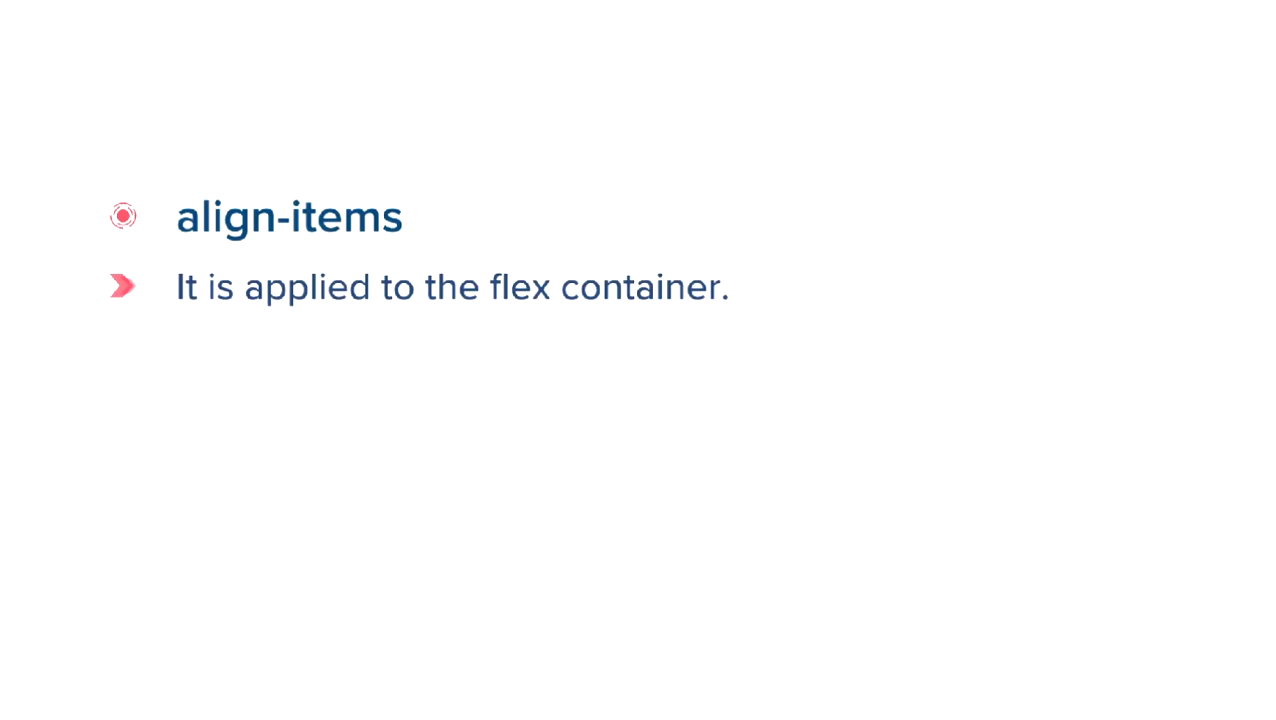 align-items
It is applied to the flex container.